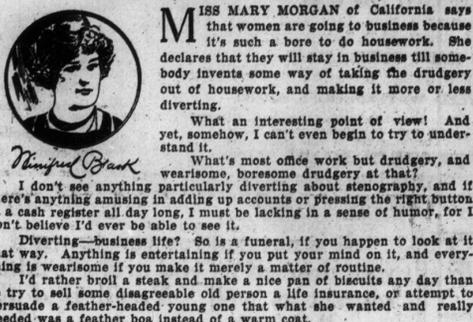 MISS MARY MORGAN of California says
that women are going to business because
it's such a bore to do housework. She
declares that they will stay in business till some-
body invents some way of taking the drudgery
out of housework, and making it more or less
diverting.
What an interesting point of view! And
yet, somehow, I can't even begin to try to under-
stand it.
Winifred Black
What's most office work but drudgery, and
wearisome, boresome drudgery at that?
I don't see anything particularly diverting about stenography, and if
ere's anything amusing in adding up accounts or pressing the right button
a cash register all day long, I must be lacking in a sense of humor, for I
n't believe I'd ever be able to see it.
Diverting—business life? So is a funeral, if you happen to look at it
at way. Anything is entertaining if you put your mind on it, and every-
ing is wearisome if you make it merely a matter of routine.
I'd rather broil a steak and make a nice pan of biscuits any day than
try to sell some disagreeable old person a life insurance, or attempt to
rsuade a feather-headed young one that what she wanted and really
eeded was a feather boa instead of a warm coat.